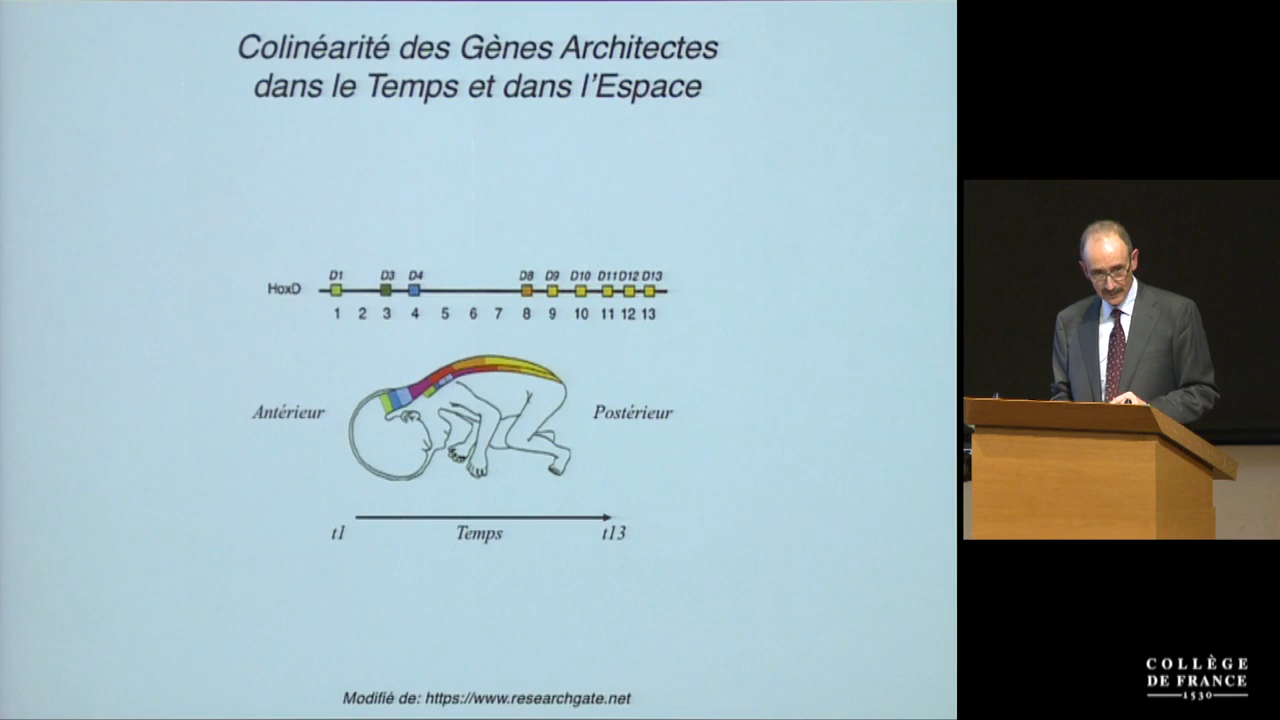 Colinéarité des Gènes Architectes
dans le Temps et dans l'Espace
D1 D3 D4 D8 D9 D10 D11 D12 D13
HoxD
1 2 3 4 5 6 7 8 9 10 11 12 13
Antérieur
Postérieur
t1 Temps t13
Modifié de: https://www.researchgate.net
COLLÈGE
DE FRANCE
1530